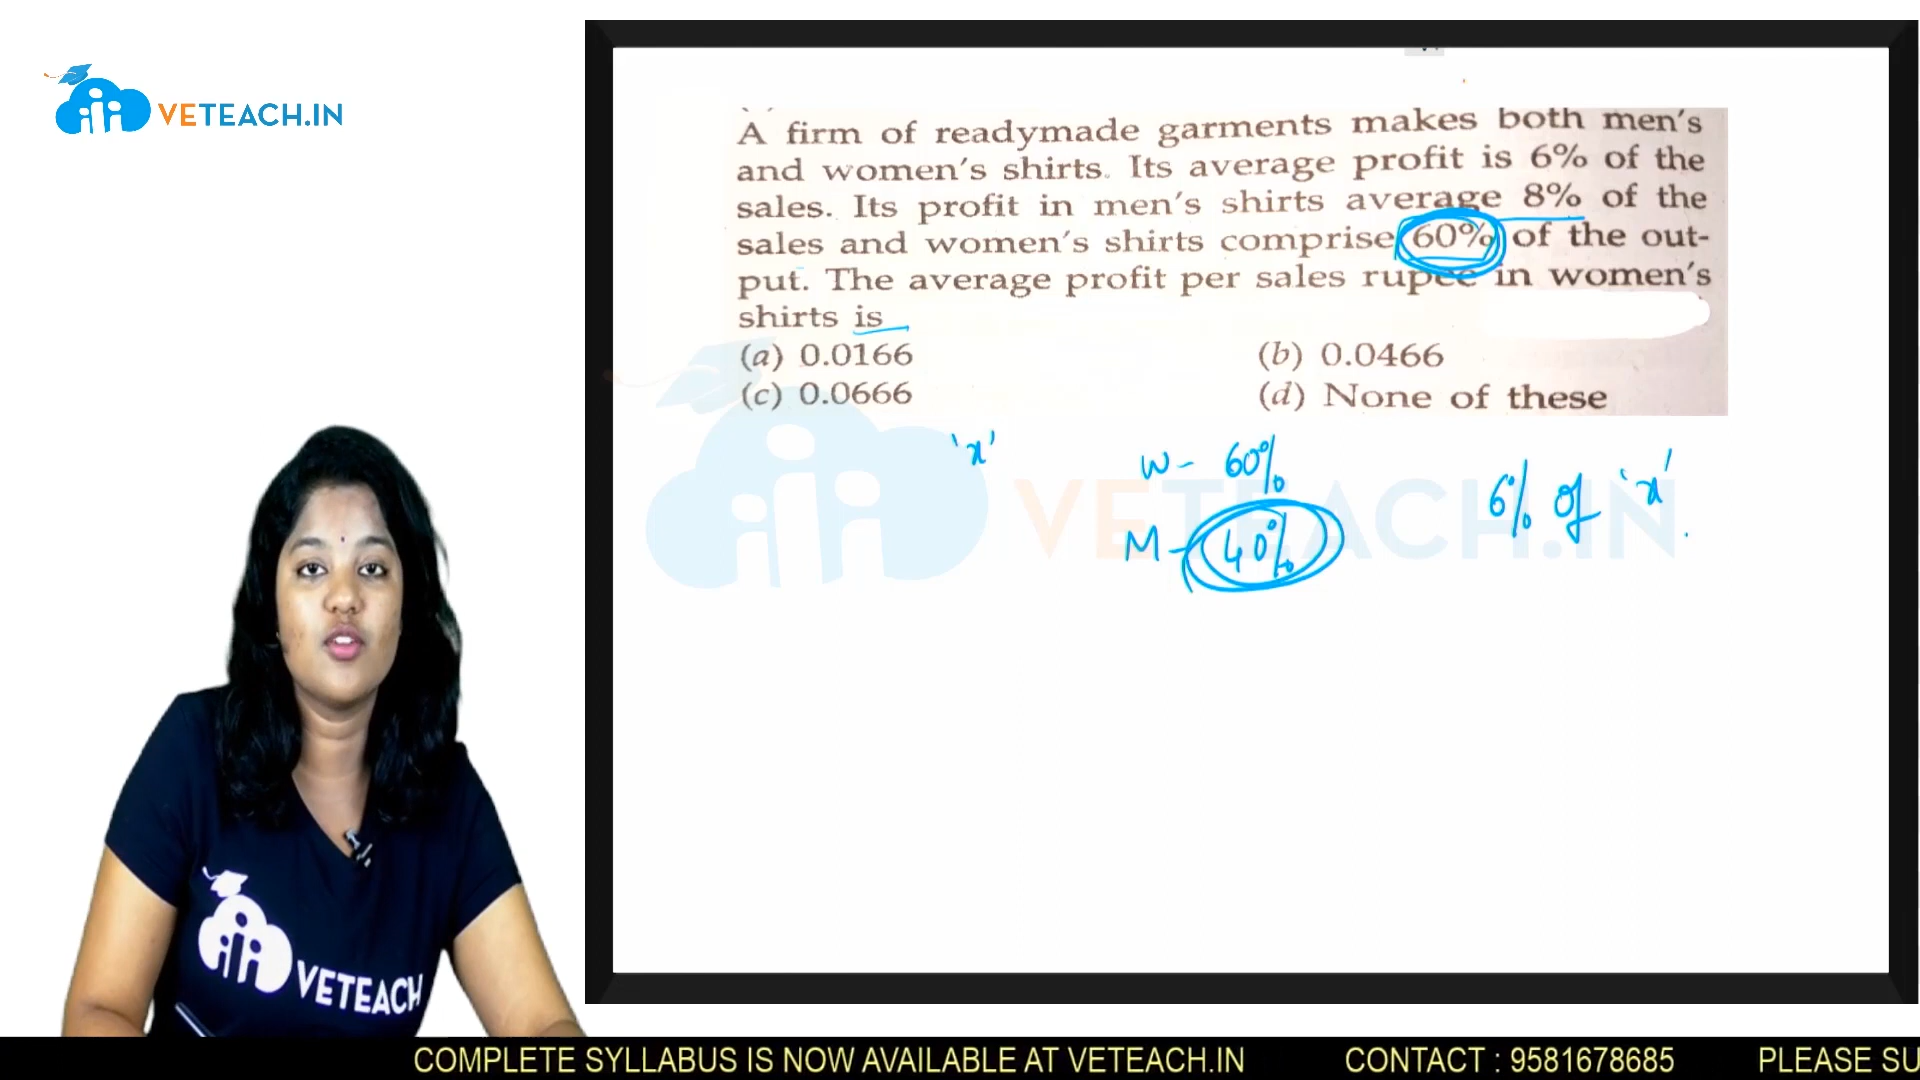 VETEACH.IN
A firm of readymade garments makes both men's
and women's shirts. Its average profit is 6% of the
sales. Its profit in men's shirts average 8% of the
sales and women's shirts comprise 60% of the out-
put. The average profit per sales rupee in women's
shirts is
(a) 0.0166 (b) 0.0466
(c) 0.0666 (d) None of these
'x'
W - 60%
6% of 'x'
M - 40%
VETEACH.IN
VETEACH
COMPLETE SYLLABUS IS NOW AVAILABLE AT VETEACH.IN CONTACT : 9581678685 PLEASE SU